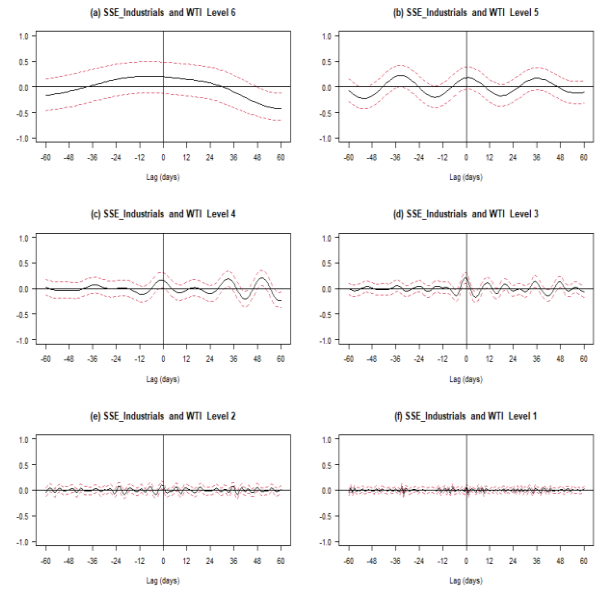 (a) SSE_Industrials and WTI Level 6
1.0
0.5
0.0
-0.5
-1.0
-60 -48 -36 -24 -12 0 12 24 36 48 60
Lag (days)
(b) SSE_Industrials and WTI Level 5
1.0
0.5
0.0
-0.5
-1.0
-60 -48 -36 -24 -12 0 12 24 36 48 60
Lag (days)
(c) SSE_Industrials and WTI Level 4
1.0
0.5
0.0
-0.5
-1.0
-60 -48 -36 -24 -12 0 12 24 36 48 60
Lag (days)
(d) SSE_Industrials and WTI Level 3
1.0
0.5
0.0
-0.5
-1.0
-60 -48 -36 -24 -12 0 12 24 36 48 60
Lag (days)
(e) SSE_Industrials and WTI Level 2
1.0
0.5
0.0
-0.5
-1.0
-60 -48 -36 -24 -12 0 12 24 36 48 60
Lag (days)
(f) SSE_Industrials and WTI Level 1
1.0
0.5
0.0
-0.5
-1.0
-60 -48 -36 -24 -12 0 12 24 36 48 60
Lag (days)